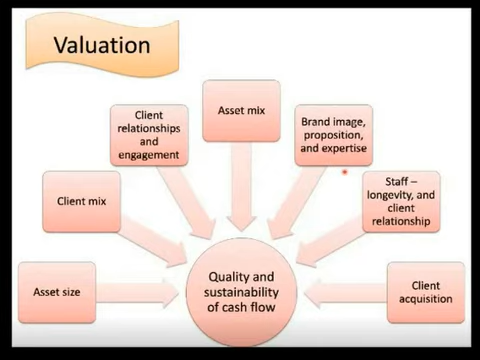 Valuation
Asset mix
Client
relationships
and
engagement
Brand image,
proposition,
and expertise
Client mix
Staff –
longevity, and
client
relationship
Asset size
Quality and
sustainability
of cash flow
Client
acquisition